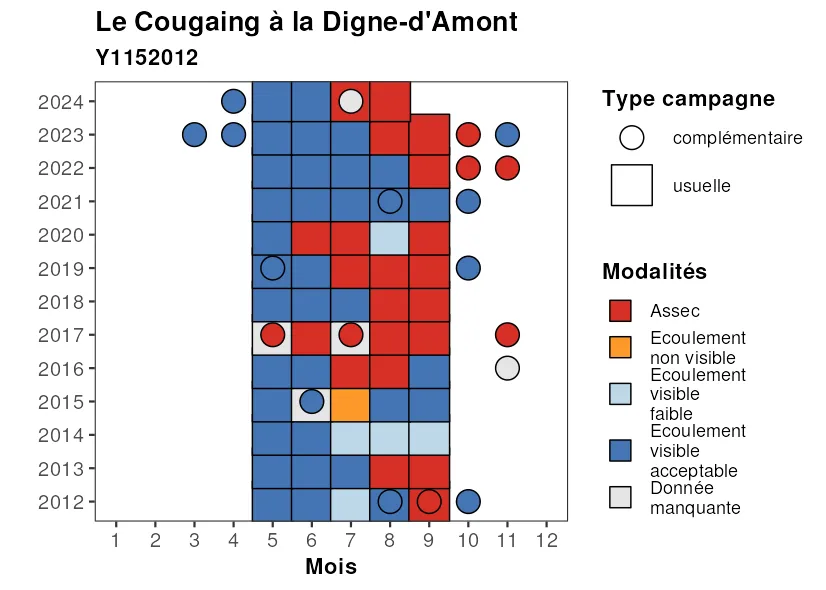 Le Cougaing à la Digne-d'Amont
Y1152012
2024
2023
2022
2021
2020
2019
2018
2017
2016
2015
2014
2013
2012
1 2 3 4 5 6 7 8 9 10 11 12
Mois
Type campagne
complémentaire
usuelle
Modalités
Assec
Ecoulement
non visible
Ecoulement
visible
faible
Ecoulement
visible
acceptable
Donnée
manquante